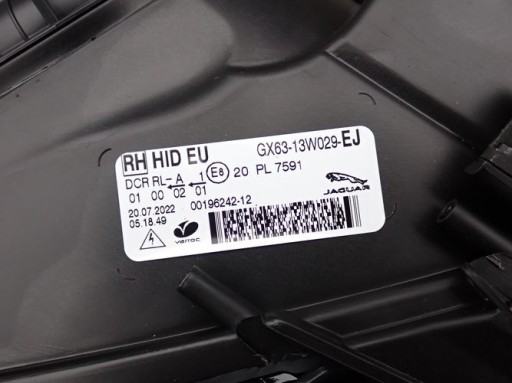 RH HID EU GX63-13W029-EJ
DCR RL-A 1 E8 20 PL 7591
01 00 02 01
20.07.2022 00196242-12
05.18.49
JAGUAR
varroc